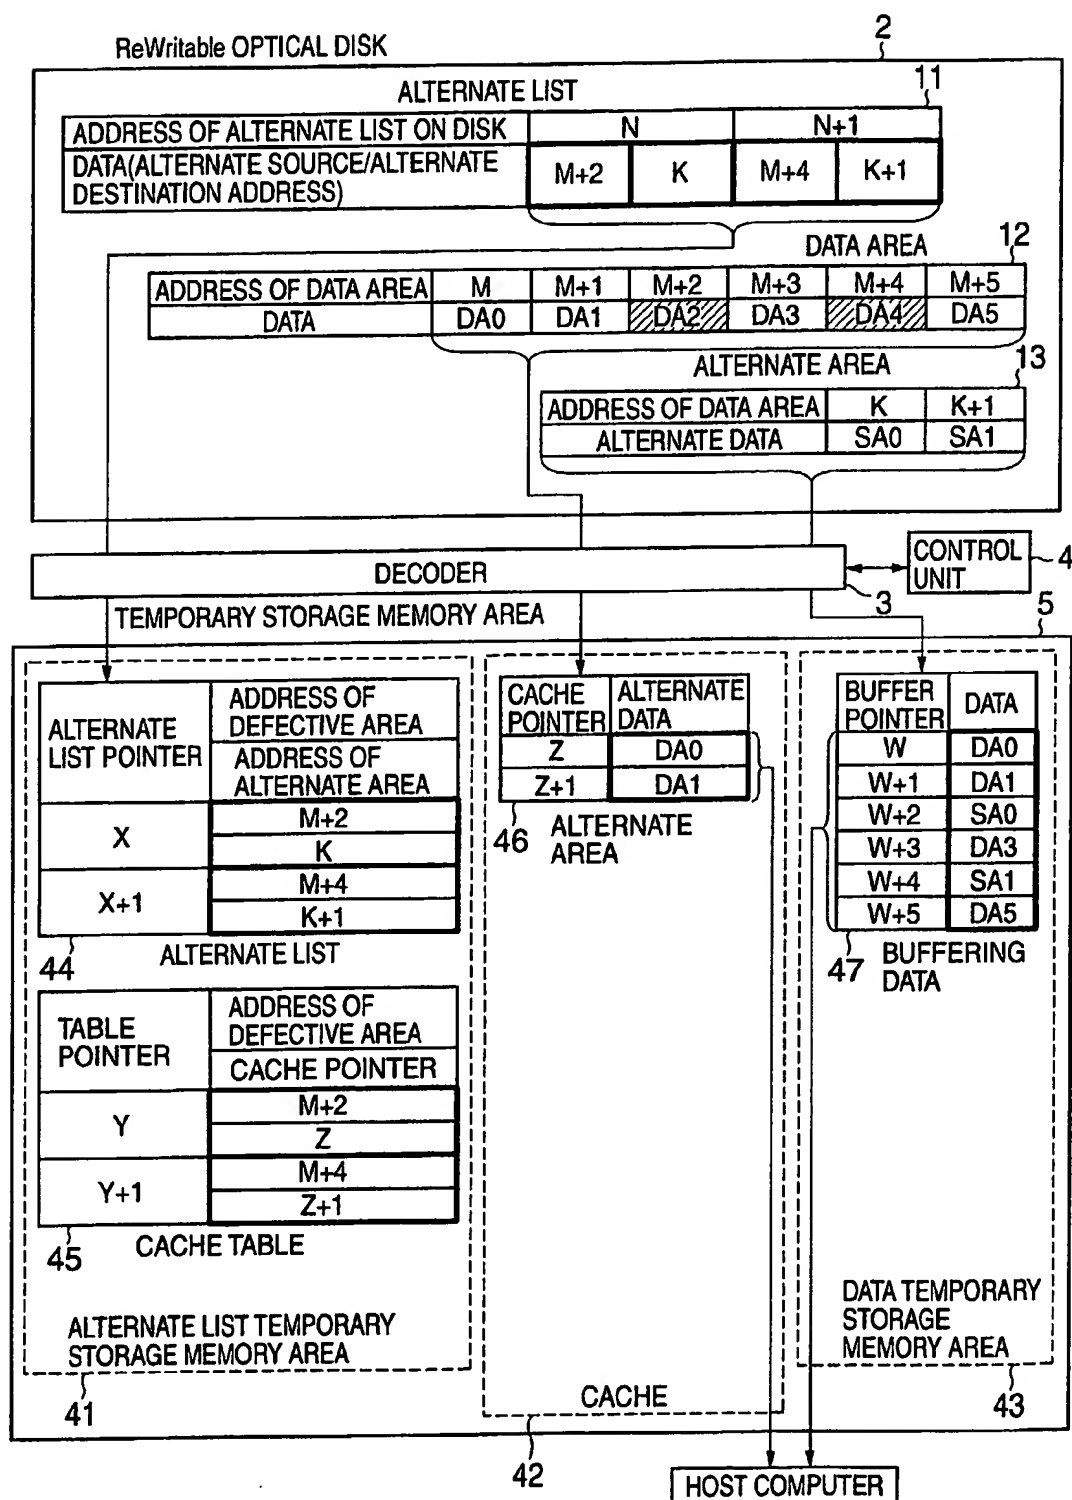 ReWritable OPTICAL DISK
2
ALTERNATE LIST
11
ADDRESS OF ALTERNATE LIST ON DISK N N+1
DATA(ALTERNATE SOURCE/ALTERNATE
DESTINATION ADDRESS)
M+2 K M+4 K+1
DATA AREA
12
ADDRESS OF DATA AREA M M+1 M+2 M+3 M+4 M+5
DATA DA0 DA1 DA2 DA3 DA4 DA5
ALTERNATE AREA
13
ADDRESS OF DATA AREA K K+1
ALTERNATE DATA SA0 SA1
DECODER
3
CONTROL
UNIT
4
TEMPORARY STORAGE MEMORY AREA
5
ALTERNATE
LIST POINTER
ADDRESS OF
DEFECTIVE AREA
ADDRESS OF
ALTERNATE AREA
X
M+2
K
X+1
M+4
K+1
44
ALTERNATE LIST
TABLE
POINTER
ADDRESS OF
DEFECTIVE AREA
CACHE POINTER
Y
M+2
Z
Y+1
M+4
Z+1
45
CACHE TABLE
ALTERNATE LIST TEMPORARY
STORAGE MEMORY AREA
41
CACHE
POINTER
ALTERNATE
DATA
Z DA0
Z+1 DA1
46
ALTERNATE
AREA
CACHE
42
BUFFER
POINTER
DATA
W DA0
W+1 DA1
W+2 SA0
W+3 DA3
W+4 SA1
W+5 DA5
47
BUFFERING
DATA
DATA TEMPORARY
STORAGE
MEMORY AREA
43
HOST COMPUTER